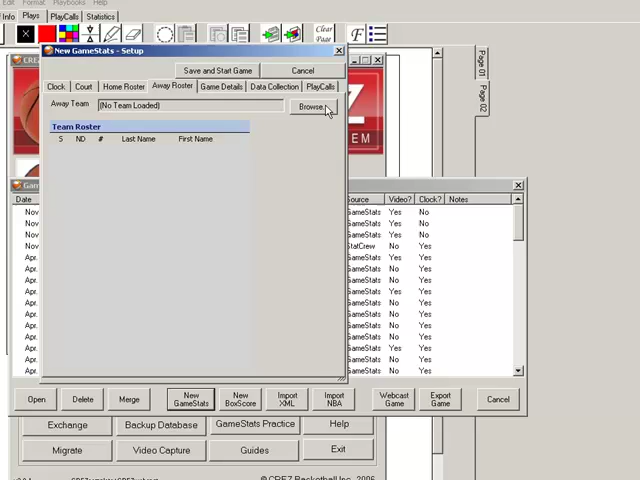 Edit Format Playbooks Help
Info Plays PlayCalls Statistics
Clear Page
New GameStats - Setup
Save and Start Game Cancel
Clock Court Home Roster Away Roster Game Details Data Collection PlayCalls
Away Team (No Team Loaded) Browse..
Team Roster
S ND # Last Name First Name
Page 01
Page 02
EM
Date Source Video? Clock? Notes
Nov GameStats Yes No
Nov GameStats Yes No
Nov GameStats Yes No
Nov StatCrew No Yes
Apr. GameStats Yes Yes
Apr. GameStats No Yes
Apr. GameStats No Yes
Apr. GameStats No Yes
Apr. GameStats No Yes
Apr. GameStats No Yes
Apr. GameStats No Yes
Apr. GameStats No Yes
Apr. GameStats Yes Yes
Apr. GameStats No Yes
Open Delete Merge New GameStats New BoxScore Import XML Import NBA Webcast Game Export Game Cancel
Exchange Backup Database GameStats Practice Help
Migrate Video Capture Guides Exit
Basketball Inc. 2006